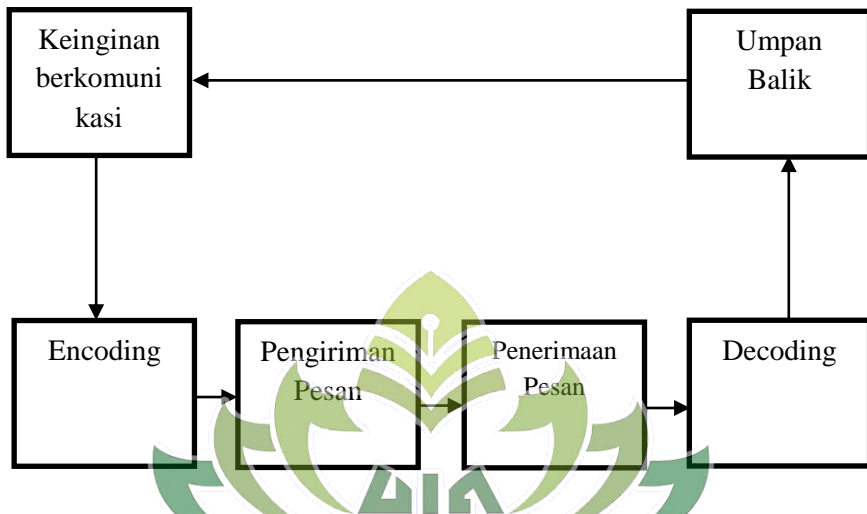 Keinginan
berkomuni
kasi
Umpan
Balik
Encoding
Pengiriman
Pesan
Penerimaan
Pesan
Decoding